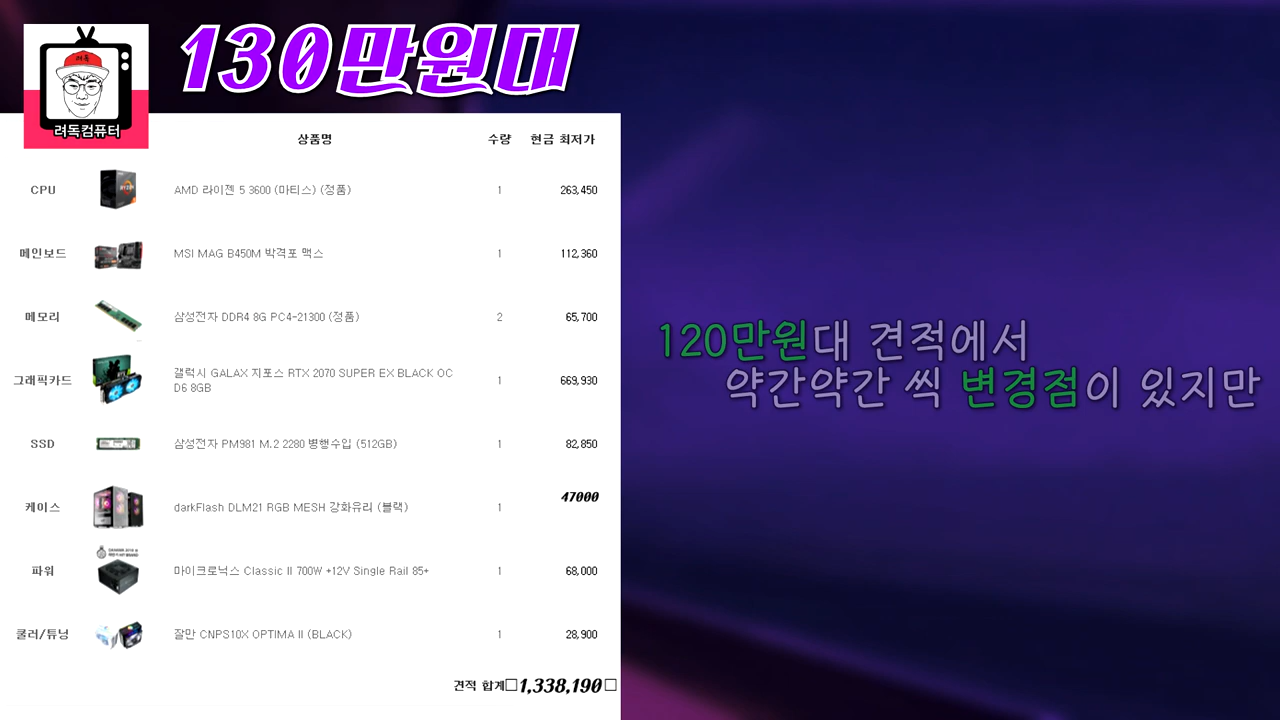 130만원대
려독
려독컴퓨터
상품명 수량 현금 최저가
CPU AMD 라이젠 5 3600 (마티스) (정품) 1 263,450
메인보드 MSI MAG B450M 박격포 맥스 1 112,360
메모리 삼성전자 DDR4 8G PC4-21300 (정품) 2 65,700
그래픽카드 갤럭시 GALAX 지포스 RTX 2070 SUPER EX BLACK OC 1 669,930
D6 8GB
SSD 삼성전자 PM981 M.2 2280 병행수입 (512GB) 1 82,850
케이스 darkFlash DLM21 RGB MESH 강화유리 (블랙) 1 47000
파워 마이크로닉스 Classic II 700W +12V Single Rail 85+ 1 68,000
쿨러/튜닝 잘만 CNPS10X OPTIMA II (BLACK) 1 28,900
견적 합계□1,338,190□
120만원대 견적에서
약간약간 씩 변경점이 있지만